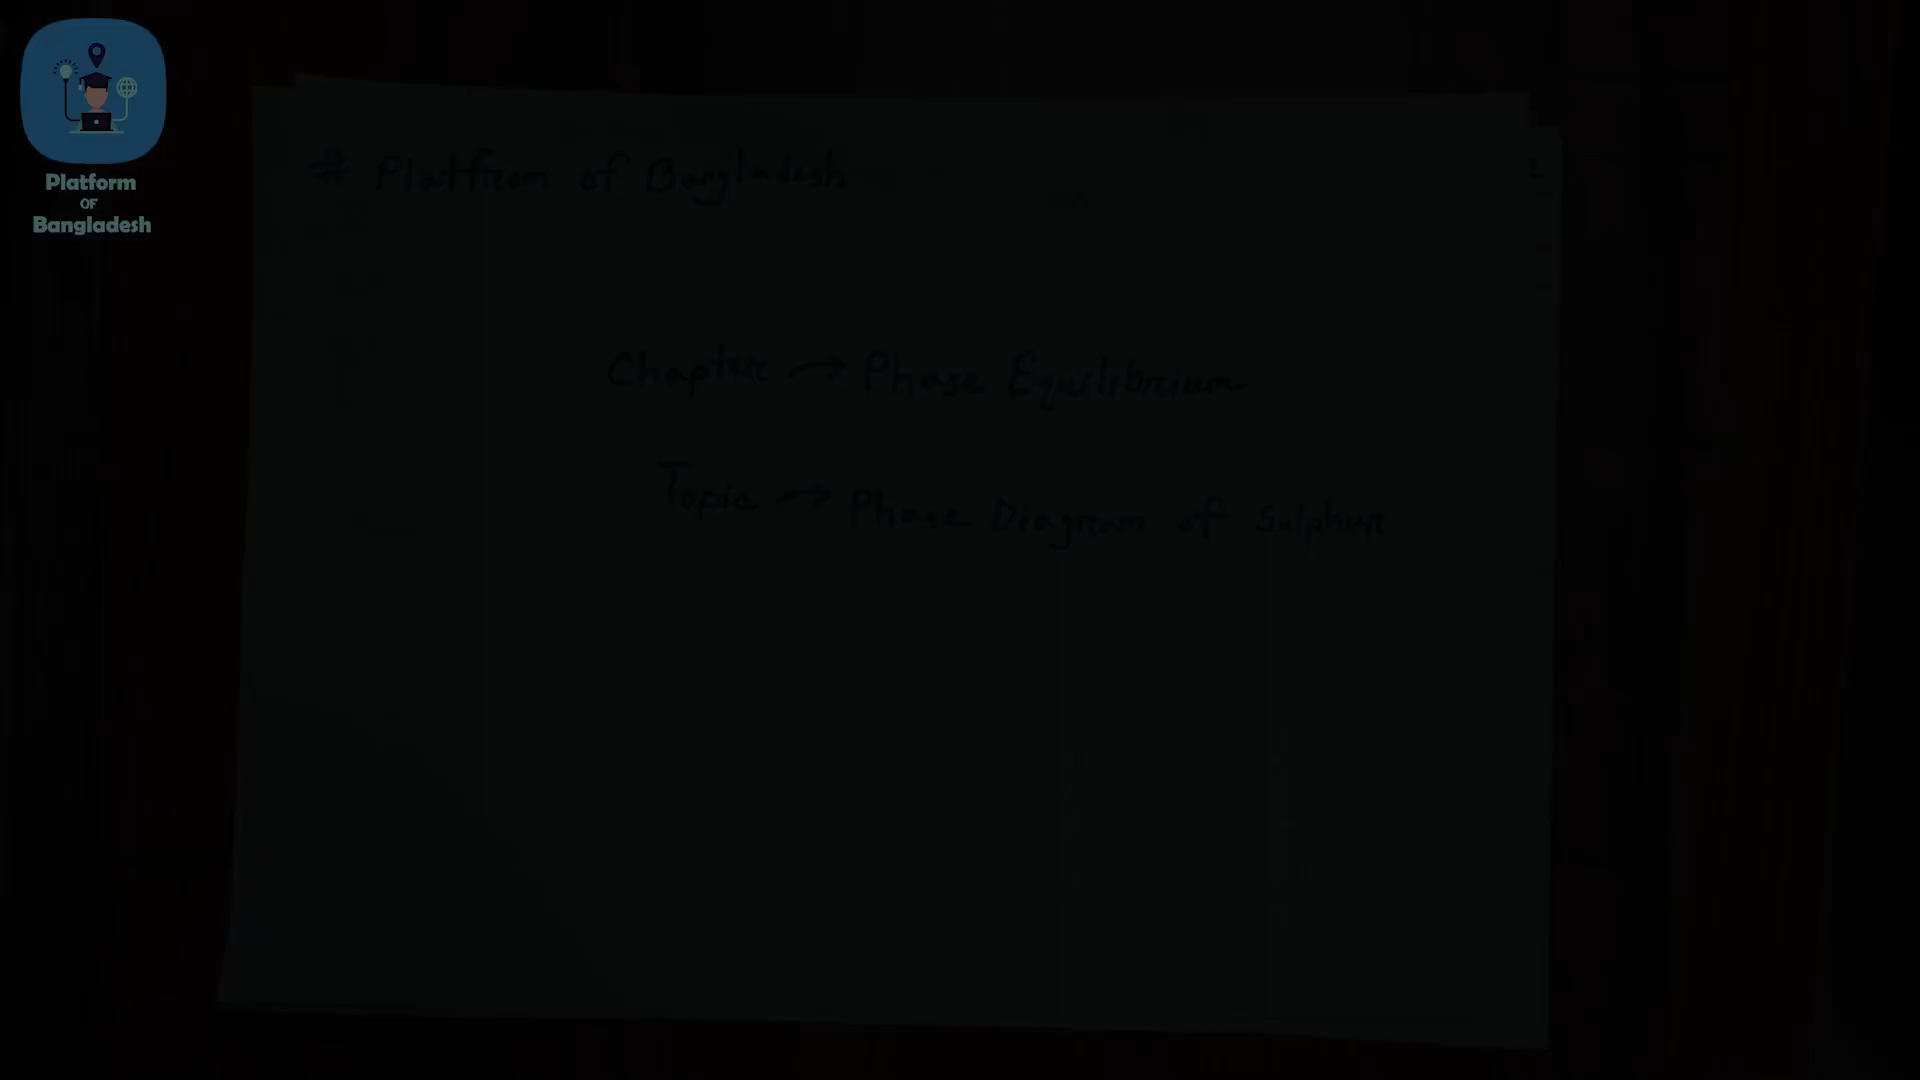 Platform
OF
Bangladesh
# Platform of Bangladesh
Chapter → Phase Equilibrium
Topic → Phase Diagram of Sulphur